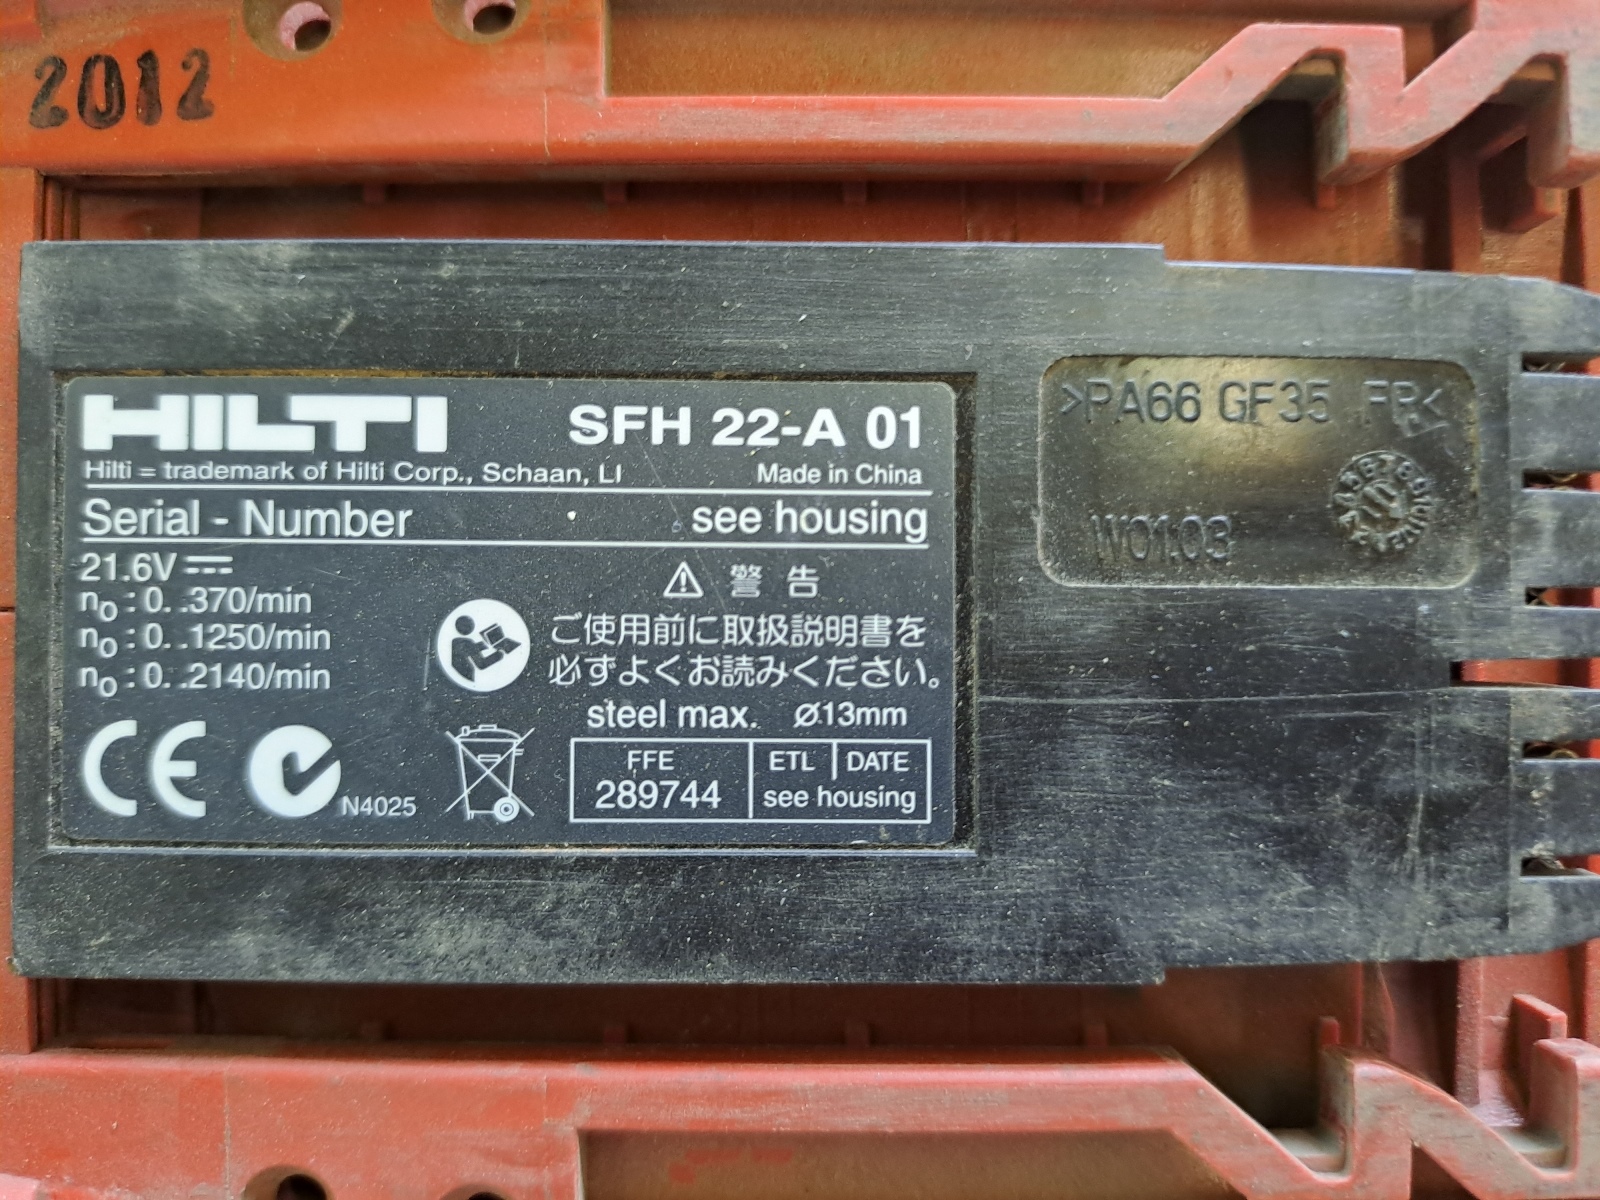 2012
HILTI SFH 22-A 01
Hilti = trademark of Hilti Corp., Schaan, LI Made in China
Serial - Number see housing
21.6V
n₀ : 0. .370/min
n₀ : 0. .1250/min
n₀ : 0. .2140/min
警 告
ご使用前に取扱説明書を
必ずよくお読みください。
steel max. Ø13mm
CE N4025
FFE
289744
ETL DATE
see housing
>PA66 GF35 FR<
W01.03